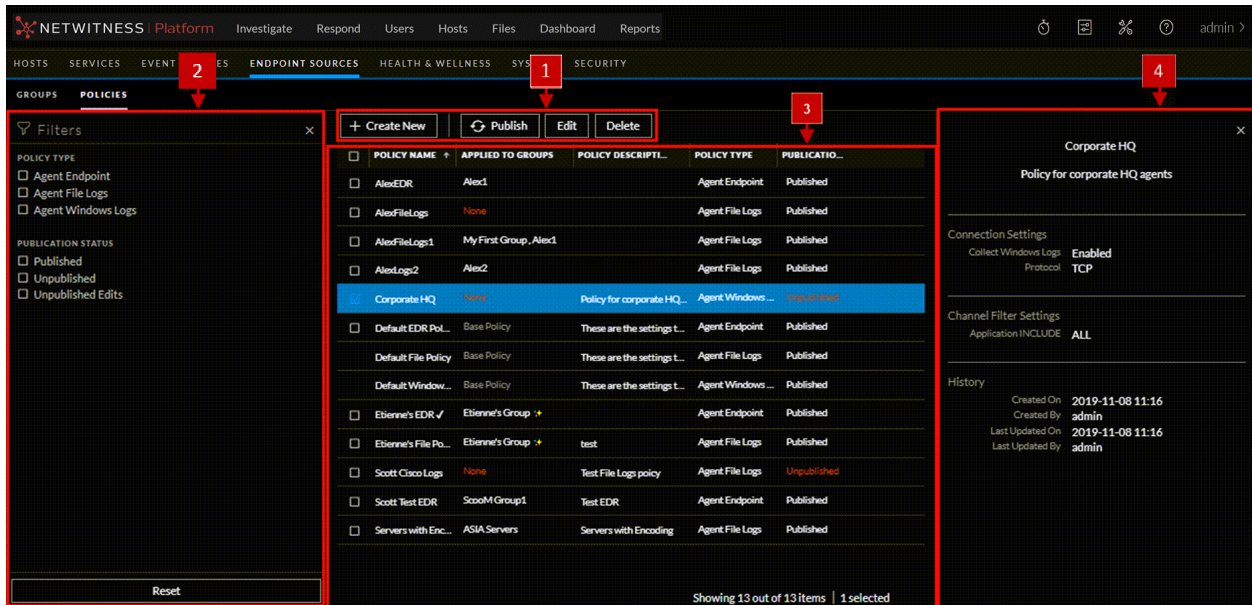 NETWITNESS Platform Investigate Respond Users Hosts Files Dashboard Reports admin >
HOSTS SERVICES EVENT ES ENDPOINT SOURCES HEALTH & WELLNESS SYS SECURITY
2
1
4
GROUPS POLICIES
3
Filters ×
POLICY TYPE
Agent Endpoint
Agent File Logs
Agent Windows Logs
PUBLICATION STATUS
Published
Unpublished
Unpublished Edits
Reset
+ Create New Publish Edit Delete
POLICY NAME ↑ APPLIED TO GROUPS POLICY DESCRIPTI... POLICY TYPE PUBLICATIO...
AlexEDR Alex1 Agent Endpoint Published
AlexFileLogs None Agent File Logs Published
AlexFileLogs1 My First Group , Alex1 Agent File Logs Published
AlexLogs2 Alex2 Agent File Logs Published
Corporate HQ None Policy for corporate HQ... Agent Windows ... Unpublished
Default EDR Pol... Base Policy These are the settings t... Agent Endpoint Published
Default File Policy Base Policy These are the settings t... Agent File Logs Published
Default Window... Base Policy These are the settings t... Agent Windows ... Published
Etienne's EDR ✓ Etienne's Group ✨ Agent Endpoint Published
Etienne's File Po... Etienne's Group ✨ test Agent File Logs Published
Scott Cisco Logs None Test File Logs poicy Agent File Logs Unpublished
Scott Test EDR ScooM Group1 Test EDR Agent Endpoint Published
Servers with Enc... ASIA Servers Servers with Encoding Agent File Logs Published
Showing 13 out of 13 items | 1 selected
×
Corporate HQ
Policy for corporate HQ agents
Connection Settings
Collect Windows Logs Enabled
Protocol TCP
Channel Filter Settings
Application INCLUDE ALL
History
Created On 2019-11-08 11:16
Created By admin
Last Updated On 2019-11-08 11:16
Last Updated By admin